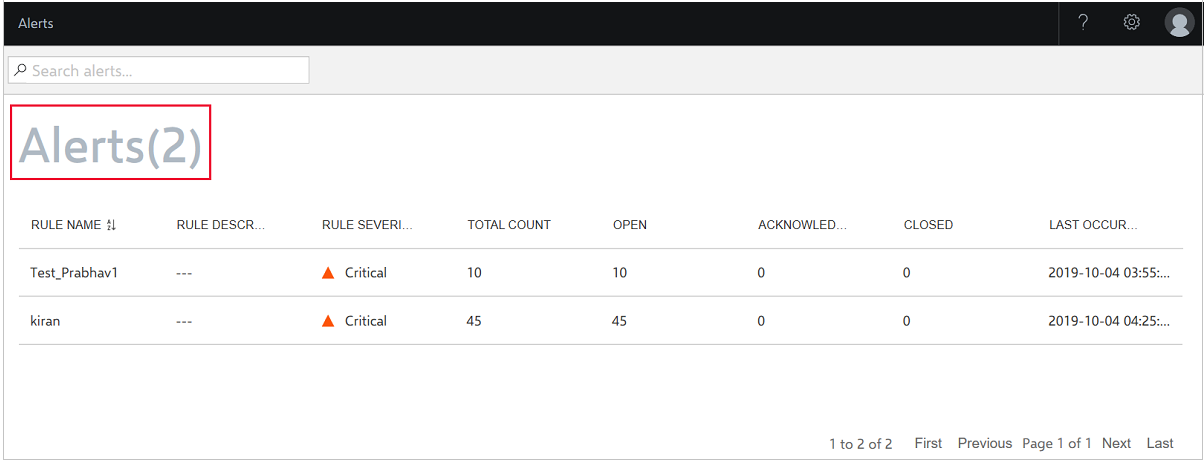 Alerts
Search alerts...
Alerts(2)
RULE NAME RULE DESCR... RULE SEVERI... TOTAL COUNT OPEN ACKNOWLED... CLOSED LAST OCCUR...
Test_Prabhav1 --- Critical 10 10 0 0 2019-10-04 03:55:...
kiran --- Critical 45 45 0 0 2019-10-04 04:25:...
1 to 2 of 2 First Previous Page 1 of 1 Next Last